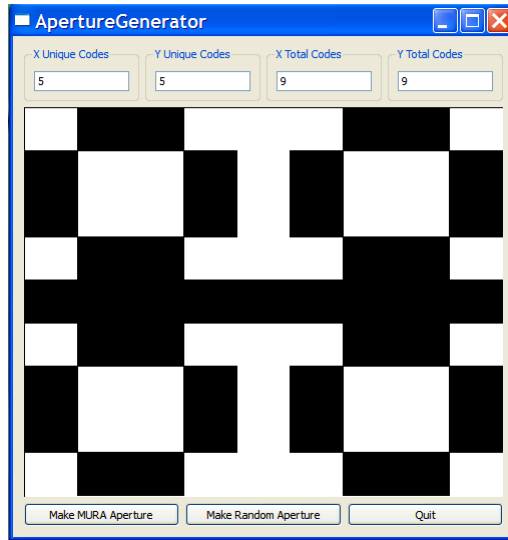 ApertureGenerator
X Unique Codes
Y Unique Codes
X Total Codes
Y Total Codes
5
5
9
9
Make MURA Aperture
Make Random Aperture
Quit